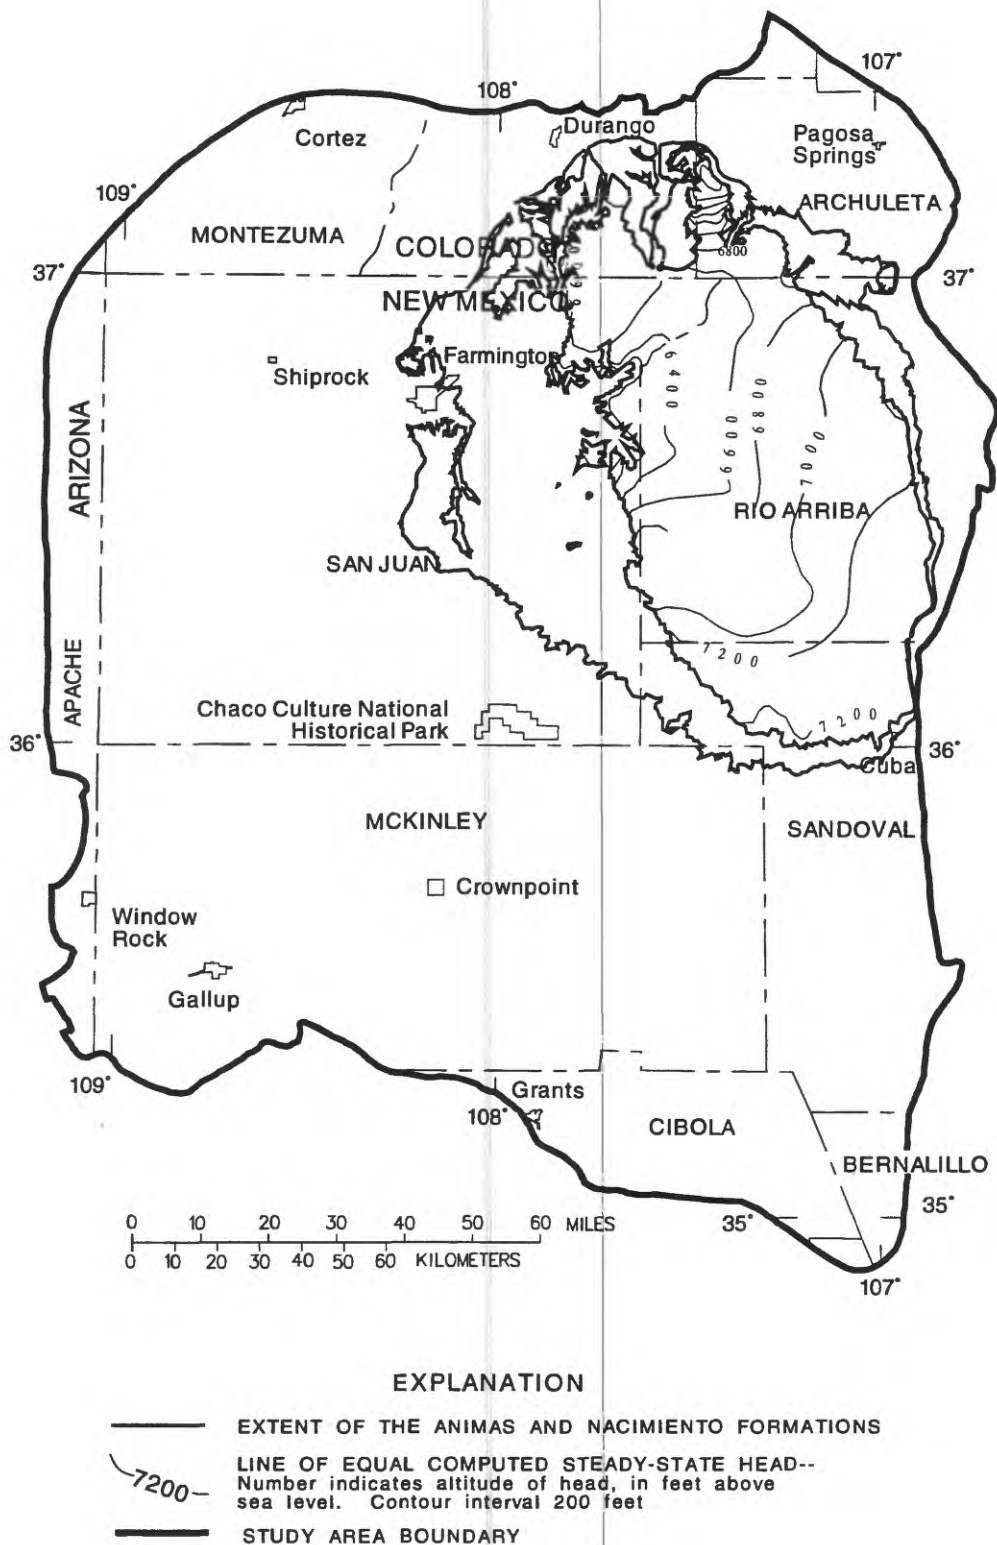 107°
108°
Durango
Cortez
Pagosa
Springs
109°
ARCHULETA
MONTEZUMA
COLORADO
6800
37°
37°
NEW MEXICO
Farmington
Shiprock
6400
6600
6800
7000
ARIZONA
RIO ARRIBA
SAN JUAN
APACHE
7200
Chaco Culture National
Historical Park
7200
36°
36°
Cuba
MCKINLEY
SANDOVAL
Crownpoint
Window
Rock
Gallup
109°
Grants
108°
CIBOLA
BERNALILLO
35°
35°
107°
0 10 20 30 40 50 60 MILES
0 10 20 30 40 50 60 KILOMETERS
EXPLANATION
EXTENT OF THE ANIMAS AND NACIMIENTO FORMATIONS
7200
LINE OF EQUAL COMPUTED STEADY-STATE HEAD--
Number indicates altitude of head, in feet above
sea level. Contour interval 200 feet
STUDY AREA BOUNDARY